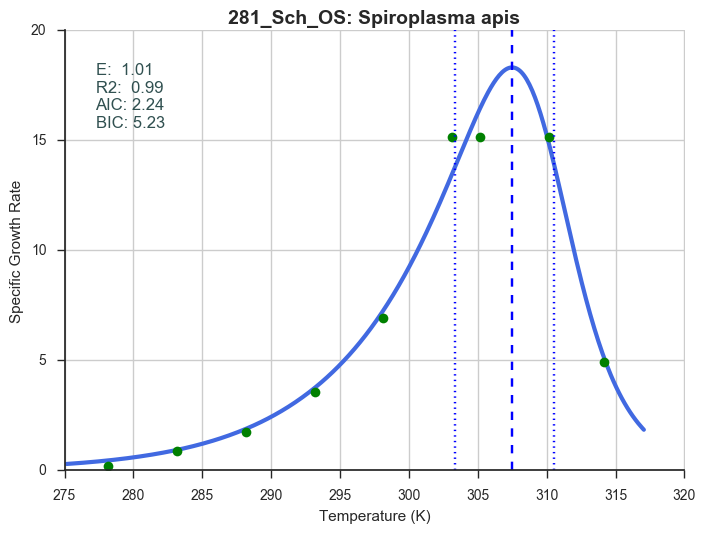 281_Sch_OS: Spiroplasma apis
E:  1.01
R2:  0.99
AIC: 2.24
BIC: 5.23
Specific Growth Rate
20
15
10
5
0
275 280 285 290 295 300 305 310 315 320
Temperature (K)